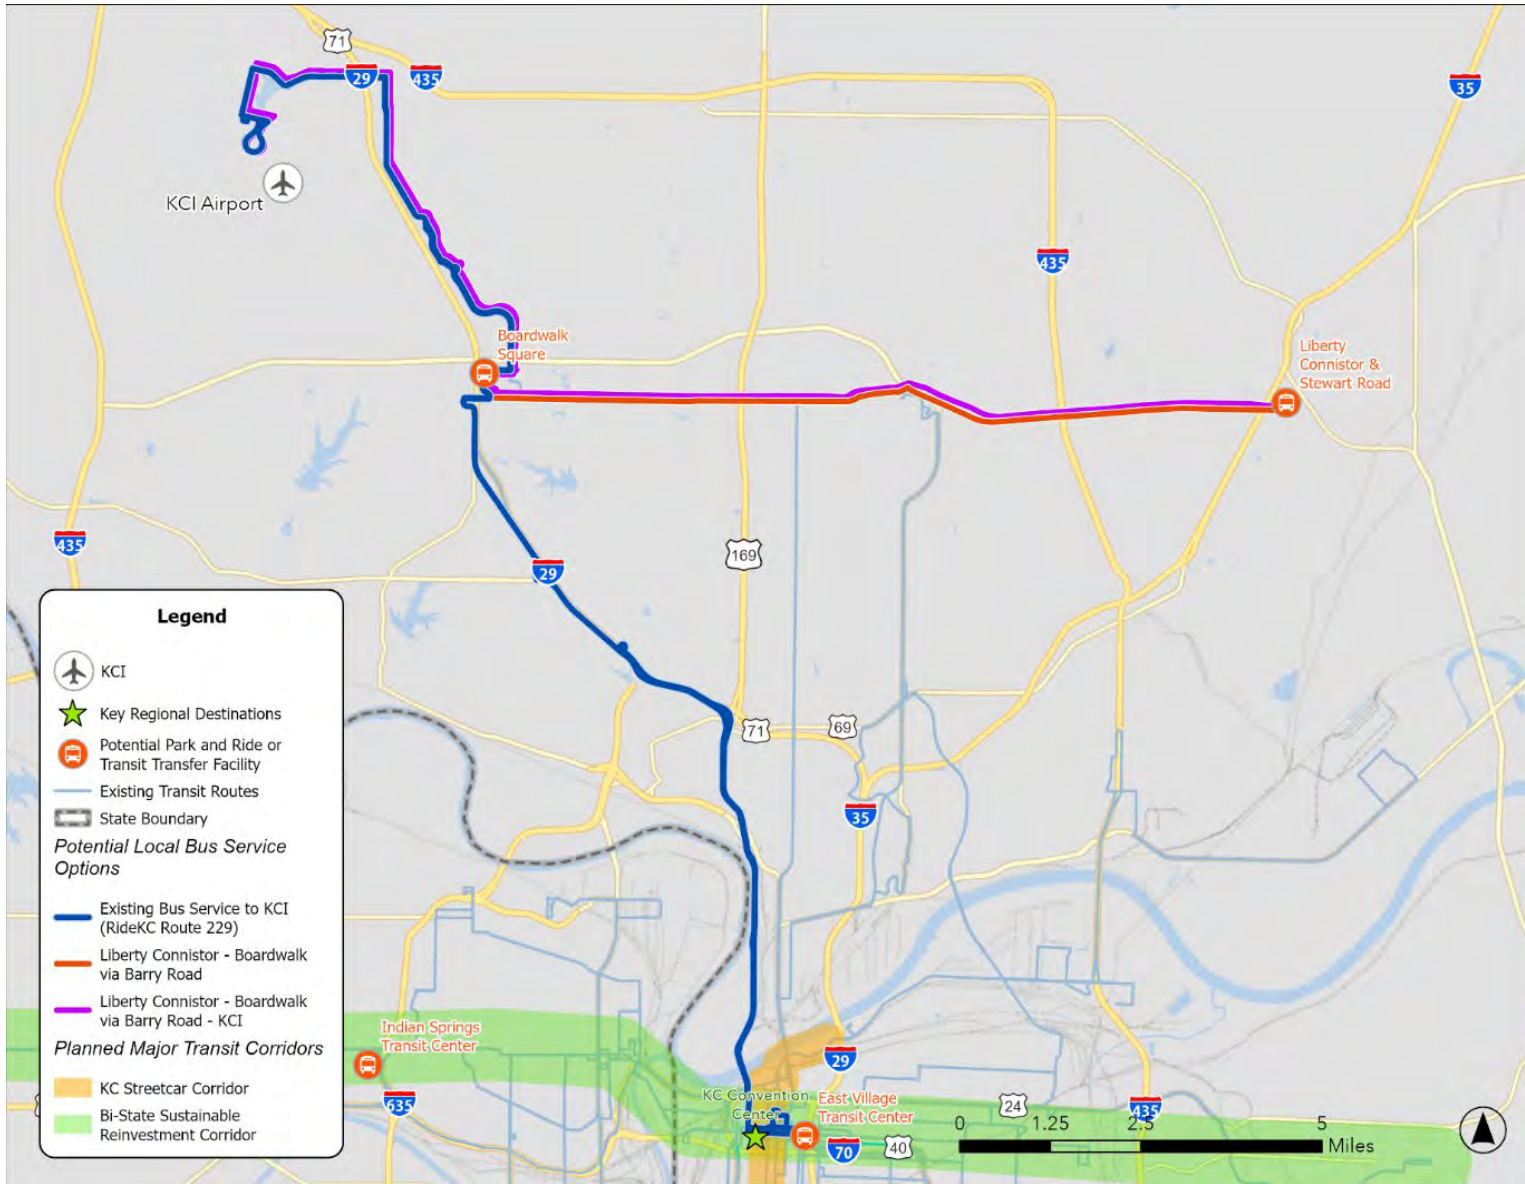 71
29
435
35
KCI Airport
435
Boardwalk
Square
Liberty
Connistor &
Stewart Road
435
169
29
71
69
35
Legend
KCI
Key Regional Destinations
Potential Park and Ride or
Transit Transfer Facility
Existing Transit Routes
State Boundary
Potential Local Bus Service
Options
Existing Bus Service to KCI
(RideKC Route 229)
Liberty Connistor - Boardwalk
via Barry Road
Liberty Connistor - Boardwalk
via Barry Road - KCI
Planned Major Transit Corridors
KC Streetcar Corridor
Bi-State Sustainable
Reinvestment Corridor
Indian Springs
Transit Center
635
29
KC Convention
Center
East Village
Transit Center
24
435
70
40
0 1.25 2.5 5
Miles